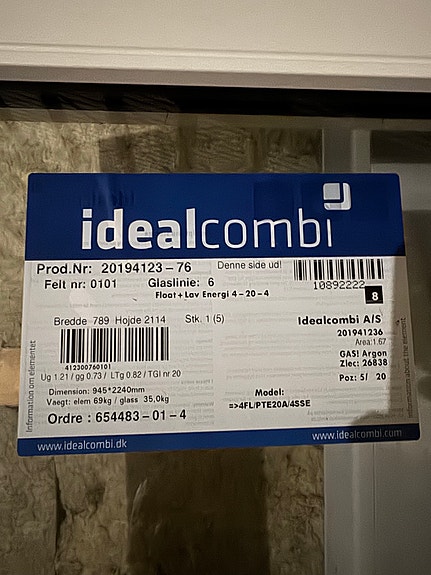 idealcombi
Prod.Nr: 20194123-76
Denne side ud!
Felt nr: 0101
Glaslinie: 6
10892222
Float + Lav Energi 4-20-4
8
Bredde 789 Hojde 2114
Stk. 1 (5)
Idealcombi A/S
201941236
Area: 1.67
412300760101
GAS! Argon
Zlec: 26838
Ug 1.21 / gg 0.73 / LTg 0.82 / TGI nr 20
Poz: 5/ 20
Dimension: 945*2240mm
Vaegt: elem 69kg / glass 35,0kg
Model:
=>4FL/PTE20A/4SSE
Ordre : 654483-01-4
Information om elementet
www.idealcombi.dk
www.idealcombi.com